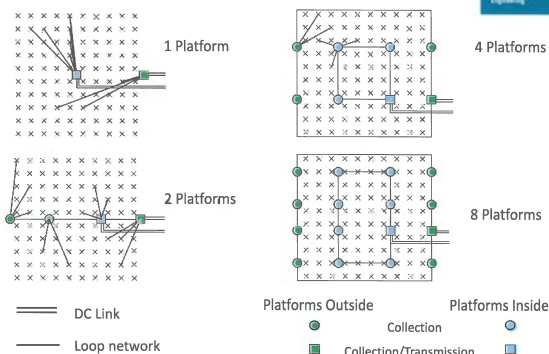 Engineering
1 Platform
4 Platforms
2 Platforms
8 Platforms
DC Link
Loop network
Platforms Outside
Platforms Inside
Collection
Collection/Transmission